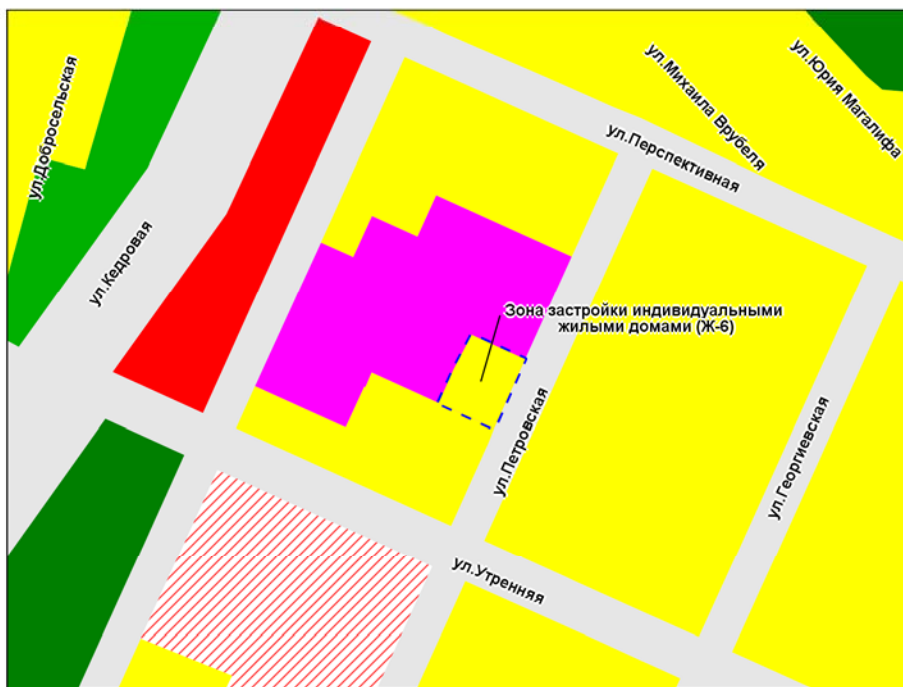 ул.Добросельская
ул.Кедровая
ул.Михаила Врубеля
ул.Юрия Магалифа
ул.Перспективная
Зона застройки индивидуальными
жилыми домами (Ж-6)
ул.Петровская
ул.Георгиевская
ул.Утренняя